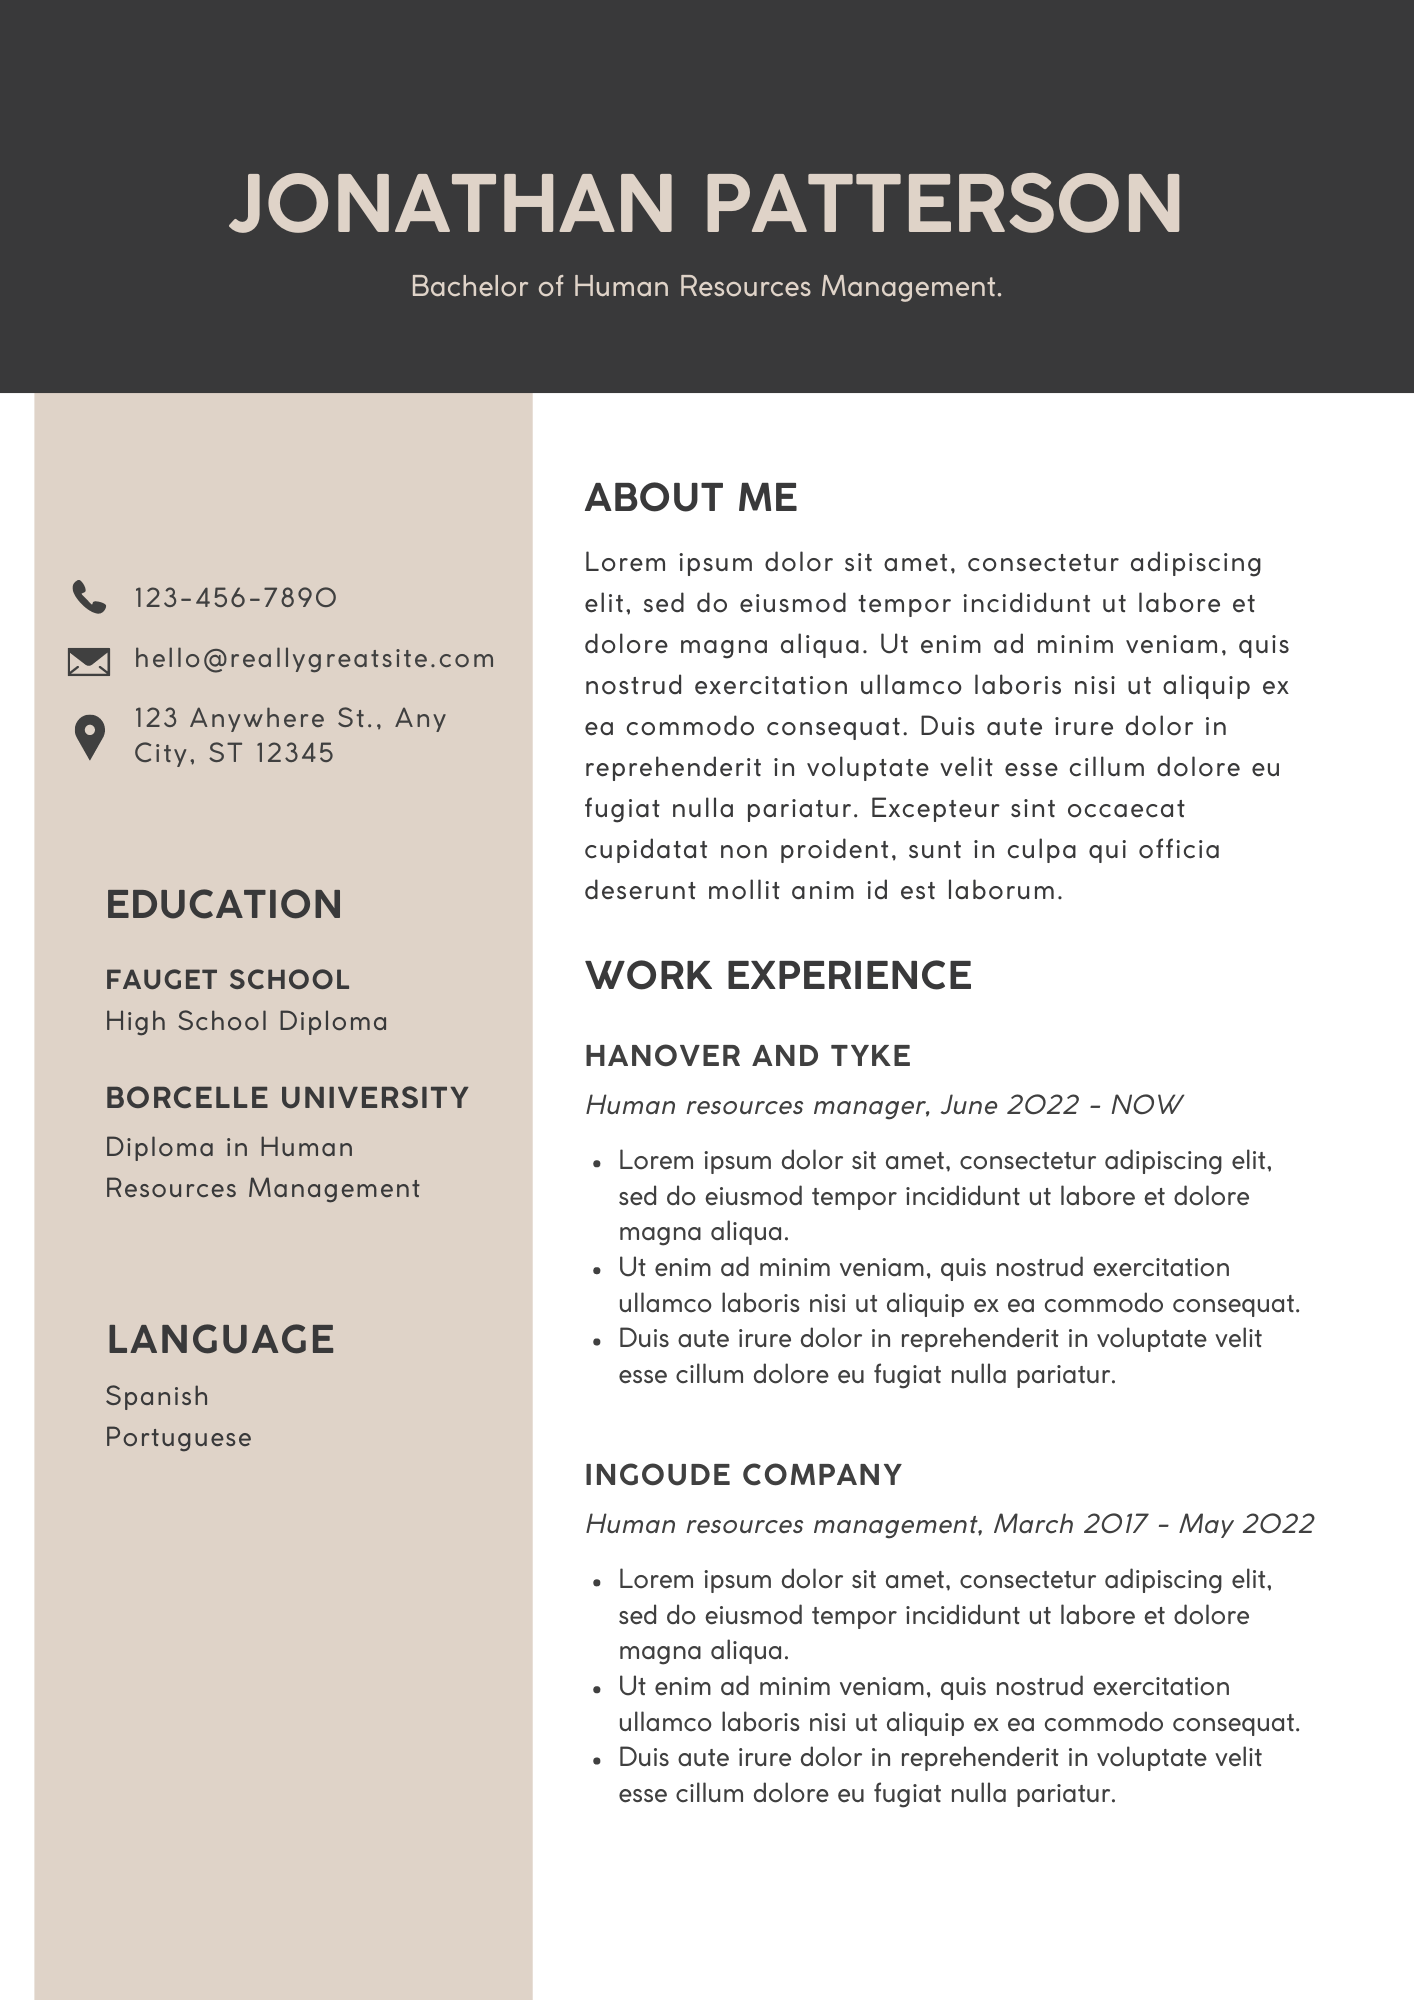 JONATHAN PATTERSON
Bachelor of Human Resources Management.
123-456-7890
hello@reallygreatsite.com
123 Anywhere St., Any
City, ST 12345
EDUCATION
FAUGET SCHOOL
High School Diploma
BORCELLE UNIVERSITY
Diploma in Human
Resources Management
LANGUAGE
Spanish
Portuguese
ABOUT ME
Lorem ipsum dolor sit amet, consectetur adipiscing
elit, sed do eiusmod tempor incididunt ut labore et
dolore magna aliqua. Ut enim ad minim veniam, quis
nostrud exercitation ullamco laboris nisi ut aliquip ex
ea commodo consequat. Duis aute irure dolor in
reprehenderit in voluptate velit esse cillum dolore eu
fugiat nulla pariatur. Excepteur sint occaecat
cupidatat non proident, sunt in culpa qui officia
deserunt mollit anim id est laborum.
WORK EXPERIENCE
HANOVER AND TYKE
Human resources manager, June 2022 - NOW
• Lorem ipsum dolor sit amet, consectetur adipiscing elit,
sed do eiusmod tempor incididunt ut labore et dolore
magna aliqua.
• Ut enim ad minim veniam, quis nostrud exercitation
ullamco laboris nisi ut aliquip ex ea commodo consequat.
• Duis aute irure dolor in reprehenderit in voluptate velit
esse cillum dolore eu fugiat nulla pariatur.
INGOUDE COMPANY
Human resources management, March 2017 - May 2022
• Lorem ipsum dolor sit amet, consectetur adipiscing elit,
sed do eiusmod tempor incididunt ut labore et dolore
magna aliqua.
• Ut enim ad minim veniam, quis nostrud exercitation
ullamco laboris nisi ut aliquip ex ea commodo consequat.
• Duis aute irure dolor in reprehenderit in voluptate velit
esse cillum dolore eu fugiat nulla pariatur.